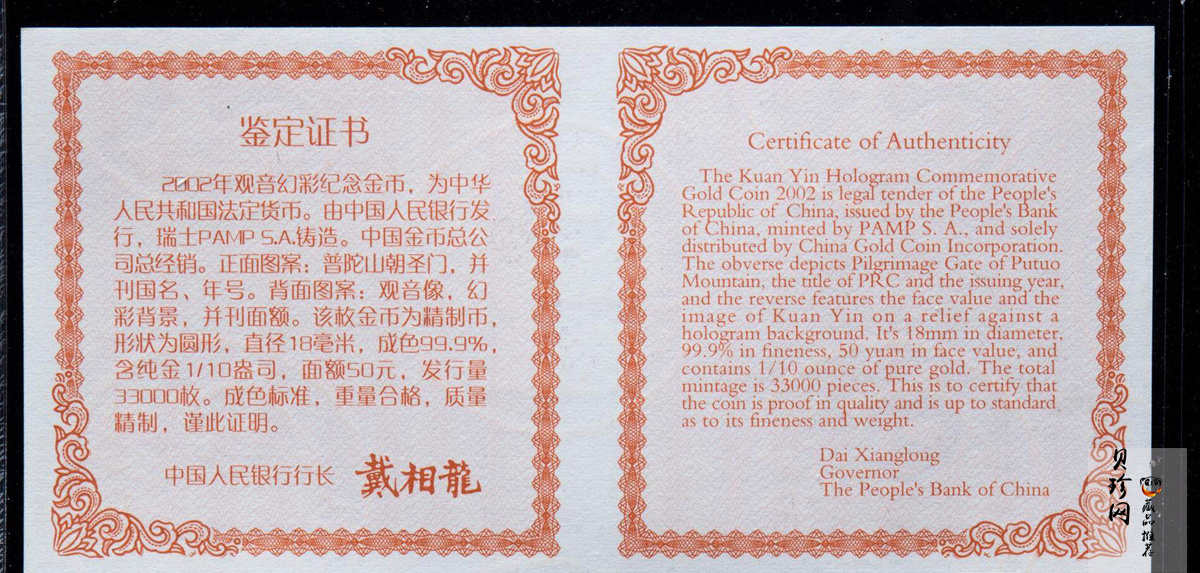 鉴定证书
2002年观音幻彩纪念金币，为中华
人民共和国法定货币。由中国人民银行发
行，瑞士PAMP S.A.铸造。中国金币总公
司总经销。正面图案：普陀山朝圣门，并
刊国名、年号。背面图案：观音像，幻
彩背景，并刊面额。该枚金币为精制币，
形状为圆形，直径18毫米，成色99.9%，
含纯金1/10盎司，面额50元，发行量
33000枚。成色标准，重量合格，质量
精制，谨此证明。
中国人民银行行长 戴相龍
Certificate of Authenticity
The Kuan Yin Hologram Commemorative
Gold Coin 2002 is legal tender of the People's
Republic of China, issued by the People's Bank
of China, minted by PAMP S. A., and solely
distributed by China Gold Coin Incorporation.
The obverse depicts Pilgrimage Gate of Putuo
Mountain, the title of PRC and the issuing year,
and the reverse features the face value and the
image of Kuan Yin on a relief against a
hologram background. It's 18mm in diameter,
99.9% in fineness, 50 yuan in face value, and
contains 1/10 ounce of pure gold. The total
mintage is 33000 pieces. This is to certify that
the coin is proof in quality and is up to standard
as to its fineness and weight.
Dai Xianglong
Governor
The People's Bank of China
贝珍网
藏品推荐